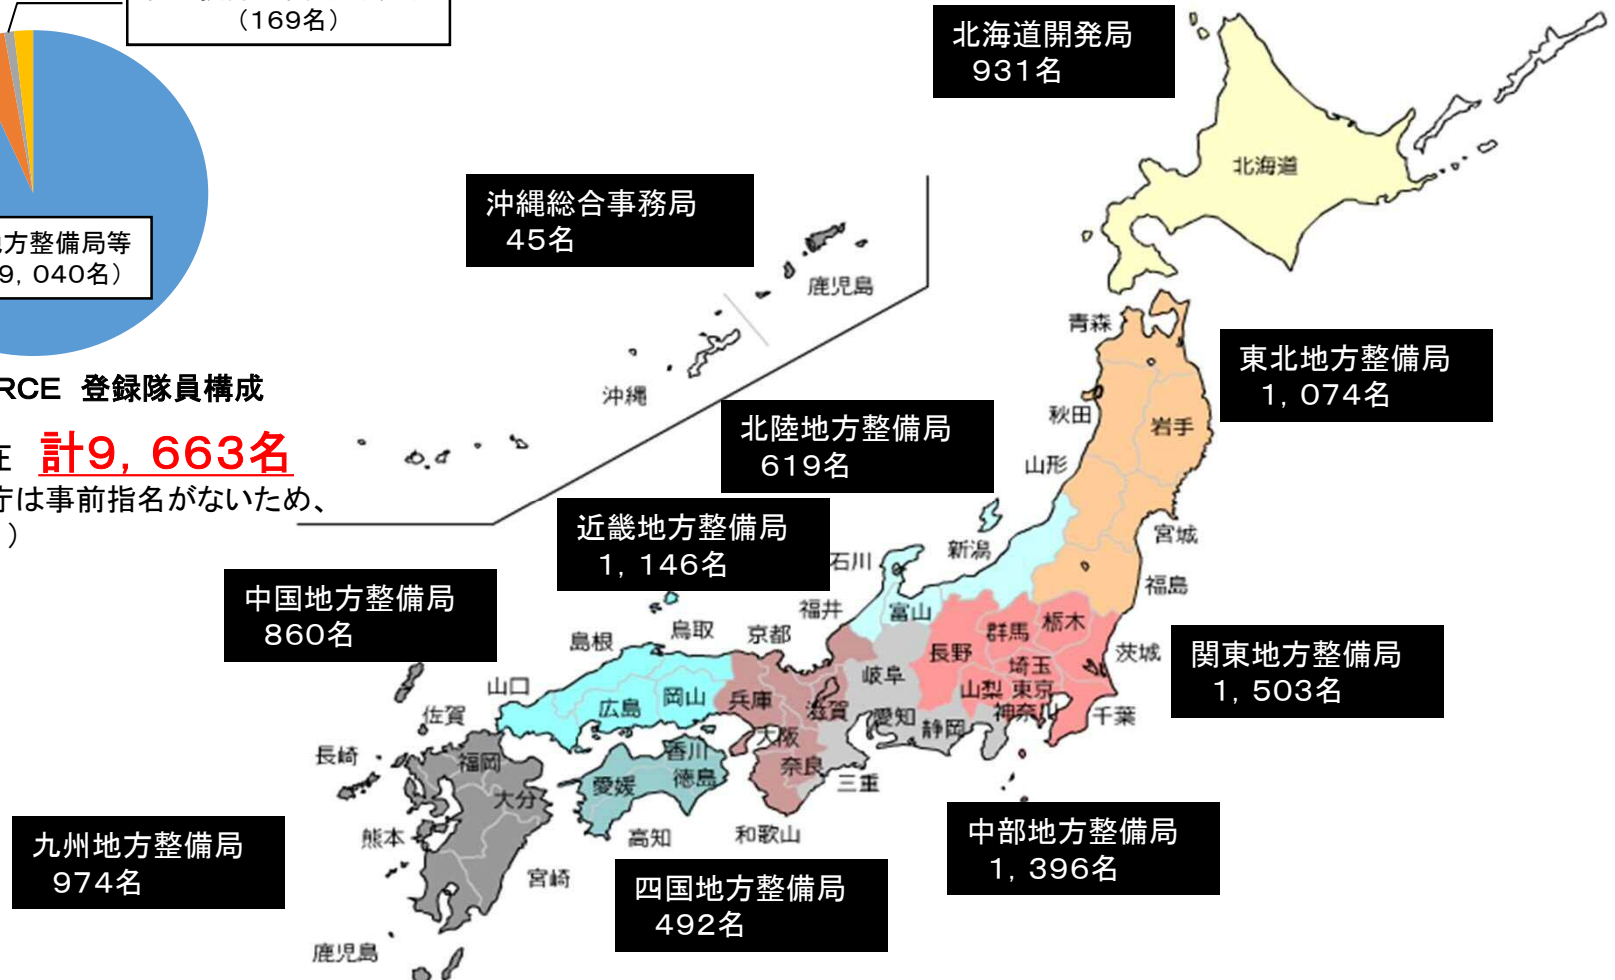 (169名)
地方整備局等
9,040名)
RCE 登録隊員構成
在 計9,663名
庁は事前指名がないため、
)
北海道開発局
931名
北海道
沖縄総合事務局
45名
鹿児島
沖縄
青森
東北地方整備局
1,074名
秋田
岩手
山形
宮城
福島
北陸地方整備局
619名
新潟
石川
富山
近畿地方整備局
1,146名
福井
中国地方整備局
860名
島根
鳥取
京都
群馬
栃木
茨城
長野
埼玉
山梨
東京
神奈川
千葉
関東地方整備局
1,503名
岐阜
愛知
静岡
三重
山口
広島
岡山
兵庫
滋賀
大阪
奈良
和歌山
佐賀
長崎
福岡
大分
熊本
宮崎
鹿児島
香川
愛媛
徳島
高知
中部地方整備局
1,396名
九州地方整備局
974名
四国地方整備局
492名